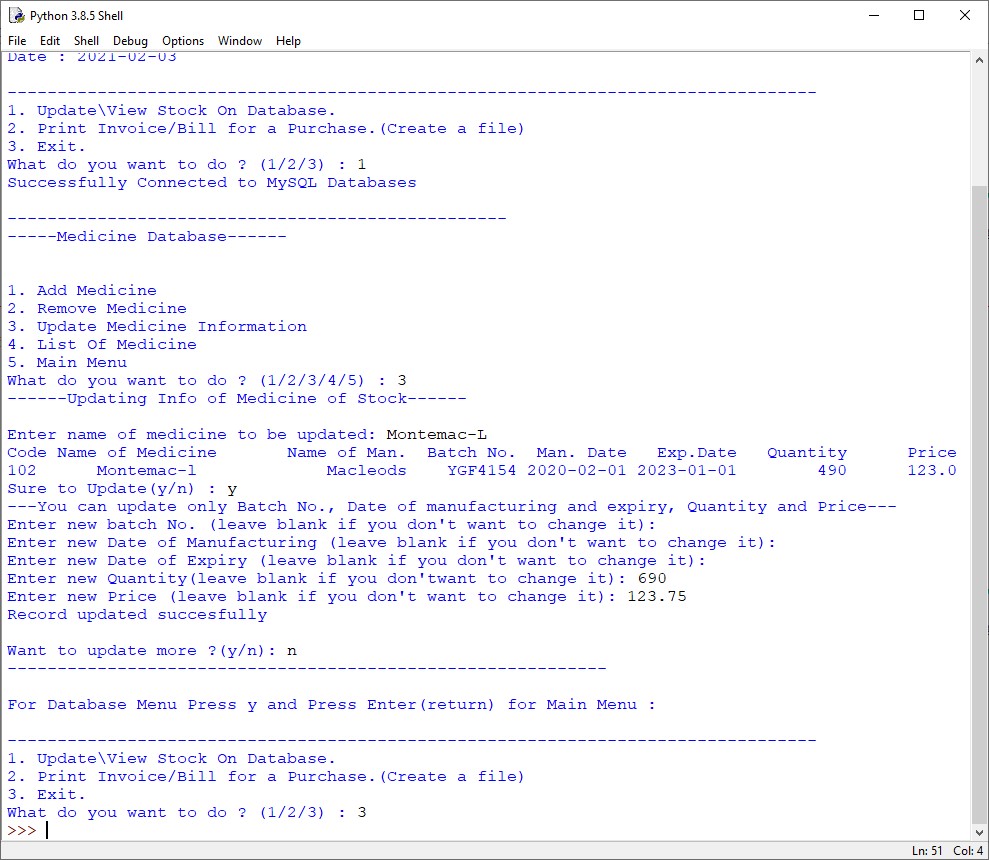 Python 3.8.5 Shell
File Edit Shell Debug Options Window Help
Date : 2021-02-03
---------------------------------------------------------------------------------
1. Update\View Stock On Database.
2. Print Invoice/Bill for a Purchase.(Create a file)
3. Exit.
What do you want to do ? (1/2/3) : 1
Successfully Connected to MySQL Databases
--------------------------------------------------
-----Medicine Database------
1. Add Medicine
2. Remove Medicine
3. Update Medicine Information
4. List Of Medicine
5. Main Menu
What do you want to do ? (1/2/3/4/5) : 3
------Updating Info of Medicine of Stock------
Enter name of medicine to be updated: Montemac-L
Code Name of Medicine       Name of Man.  Batch No.  Man. Date   Exp.Date   Quantity      Price
102      Montemac-l             Macleods    YGF4154 2020-02-01 2023-01-01        490      123.0
Sure to Update(y/n) : y
---You can update only Batch No., Date of manufacturing and expiry, Quantity and Price---
Enter new batch No. (leave blank if you don't want to change it):
Enter new Date of Manufacturing (leave blank if you don't want to change it):
Enter new Date of Expiry (leave blank if you don't want to change it):
Enter new Quantity(leave blank if you don'twant to change it): 690
Enter new Price (leave blank if you don't want to change it): 123.75
Record updated succesfully
Want to update more ?(y/n): n
------------------------------------------------------------
For Database Menu Press y and Press Enter(return) for Main Menu :
---------------------------------------------------------------------------------
1. Update\View Stock On Database.
2. Print Invoice/Bill for a Purchase.(Create a file)
3. Exit.
What do you want to do ? (1/2/3) : 3
>>>
Ln: 51 Col: 4